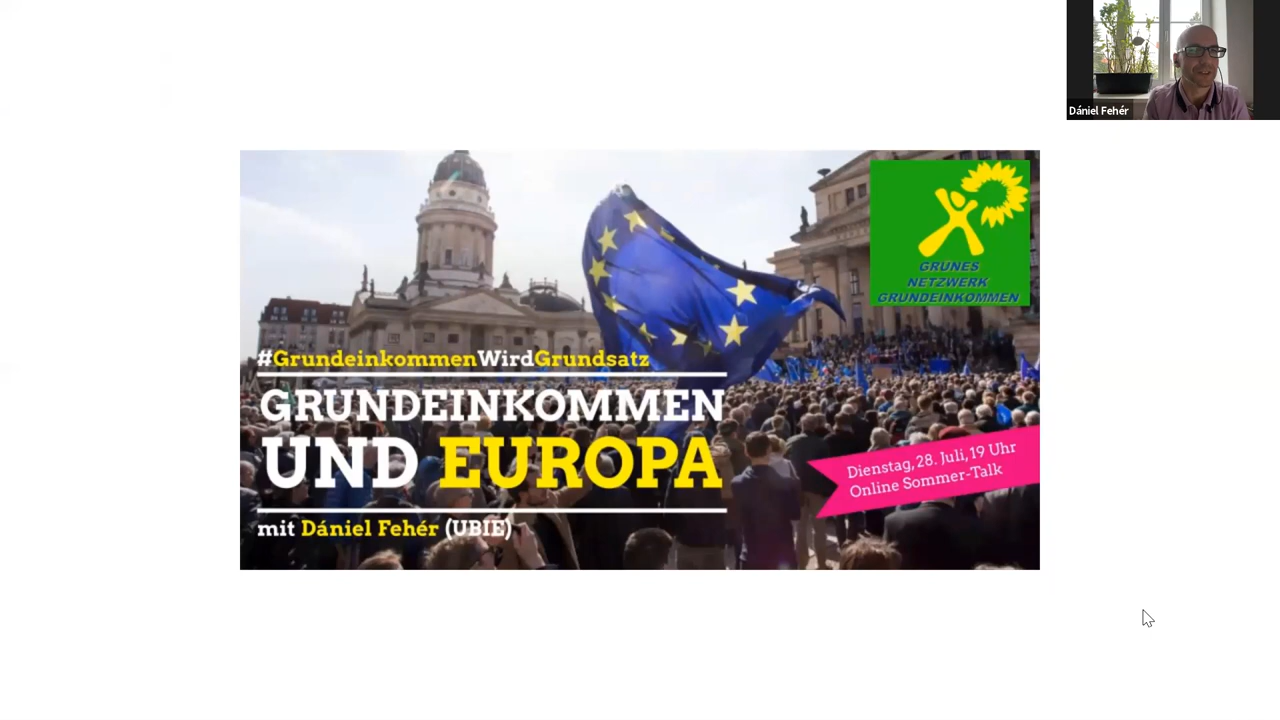 Dániel Fehér
GRÜNES
NETZWERK
GRUNDEINKOMMEN
#GrundeinkommenWirdGrundsatz
GRUNDEINKOMMEN
UND EUROPA
mit Dániel Fehér (UBIE)
Dienstag, 28. Juli, 19 Uhr
Online Sommer-Talk